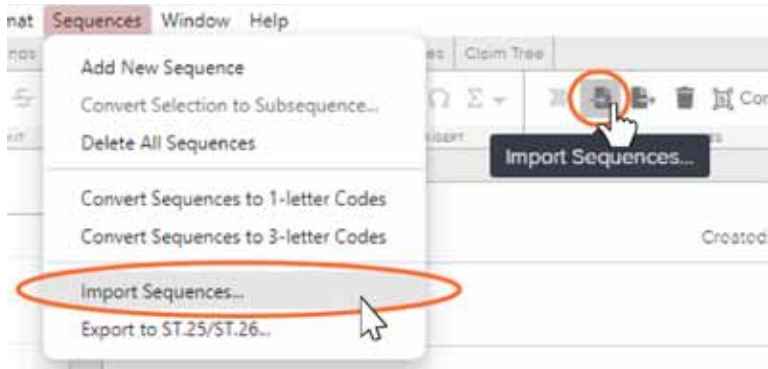 mat Sequences Window Help
Claim Tree
Add New Sequence
Convert Selection to Subsequence...
Delete All Sequences
Ω Σ
Cor
Import Sequences...
Convert Sequences to 1-letter Codes
Convert Sequences to 3-letter Codes
Created:
Import Sequences...
Export to ST.25/ST.26...